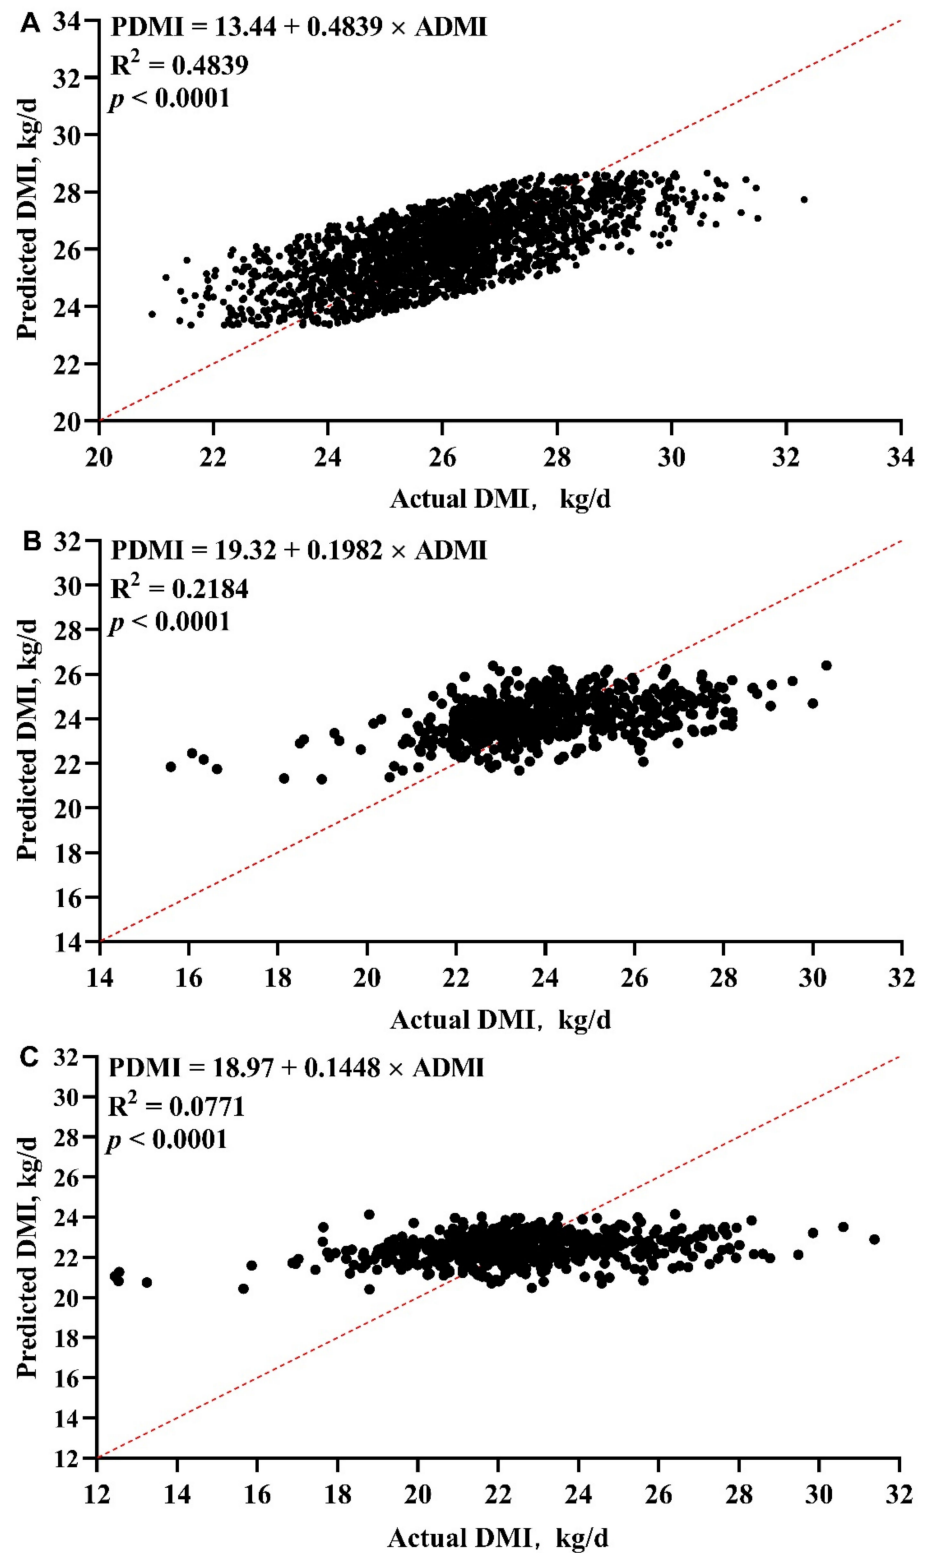 A
PDMI = 13.44 + 0.4839 × ADMI
R² = 0.4839
p < 0.0001
Predicted DMI, kg/d
34
32
30
28
26
24
22
20
20 22 24 26 28 30 32 34
Actual DMI, kg/d
B
PDMI = 19.32 + 0.1982 × ADMI
R² = 0.2184
p < 0.0001
Predicted DMI, kg/d
32
30
28
26
24
22
20
18
16
14
14 16 18 20 22 24 26 28 30 32
Actual DMI, kg/d
C
PDMI = 18.97 + 0.1448 × ADMI
R² = 0.0771
p < 0.0001
Predicted DMI, kg/d
32
30
28
26
24
22
20
18
16
14
12
12 14 16 18 20 22 24 26 28 30 32
Actual DMI, kg/d